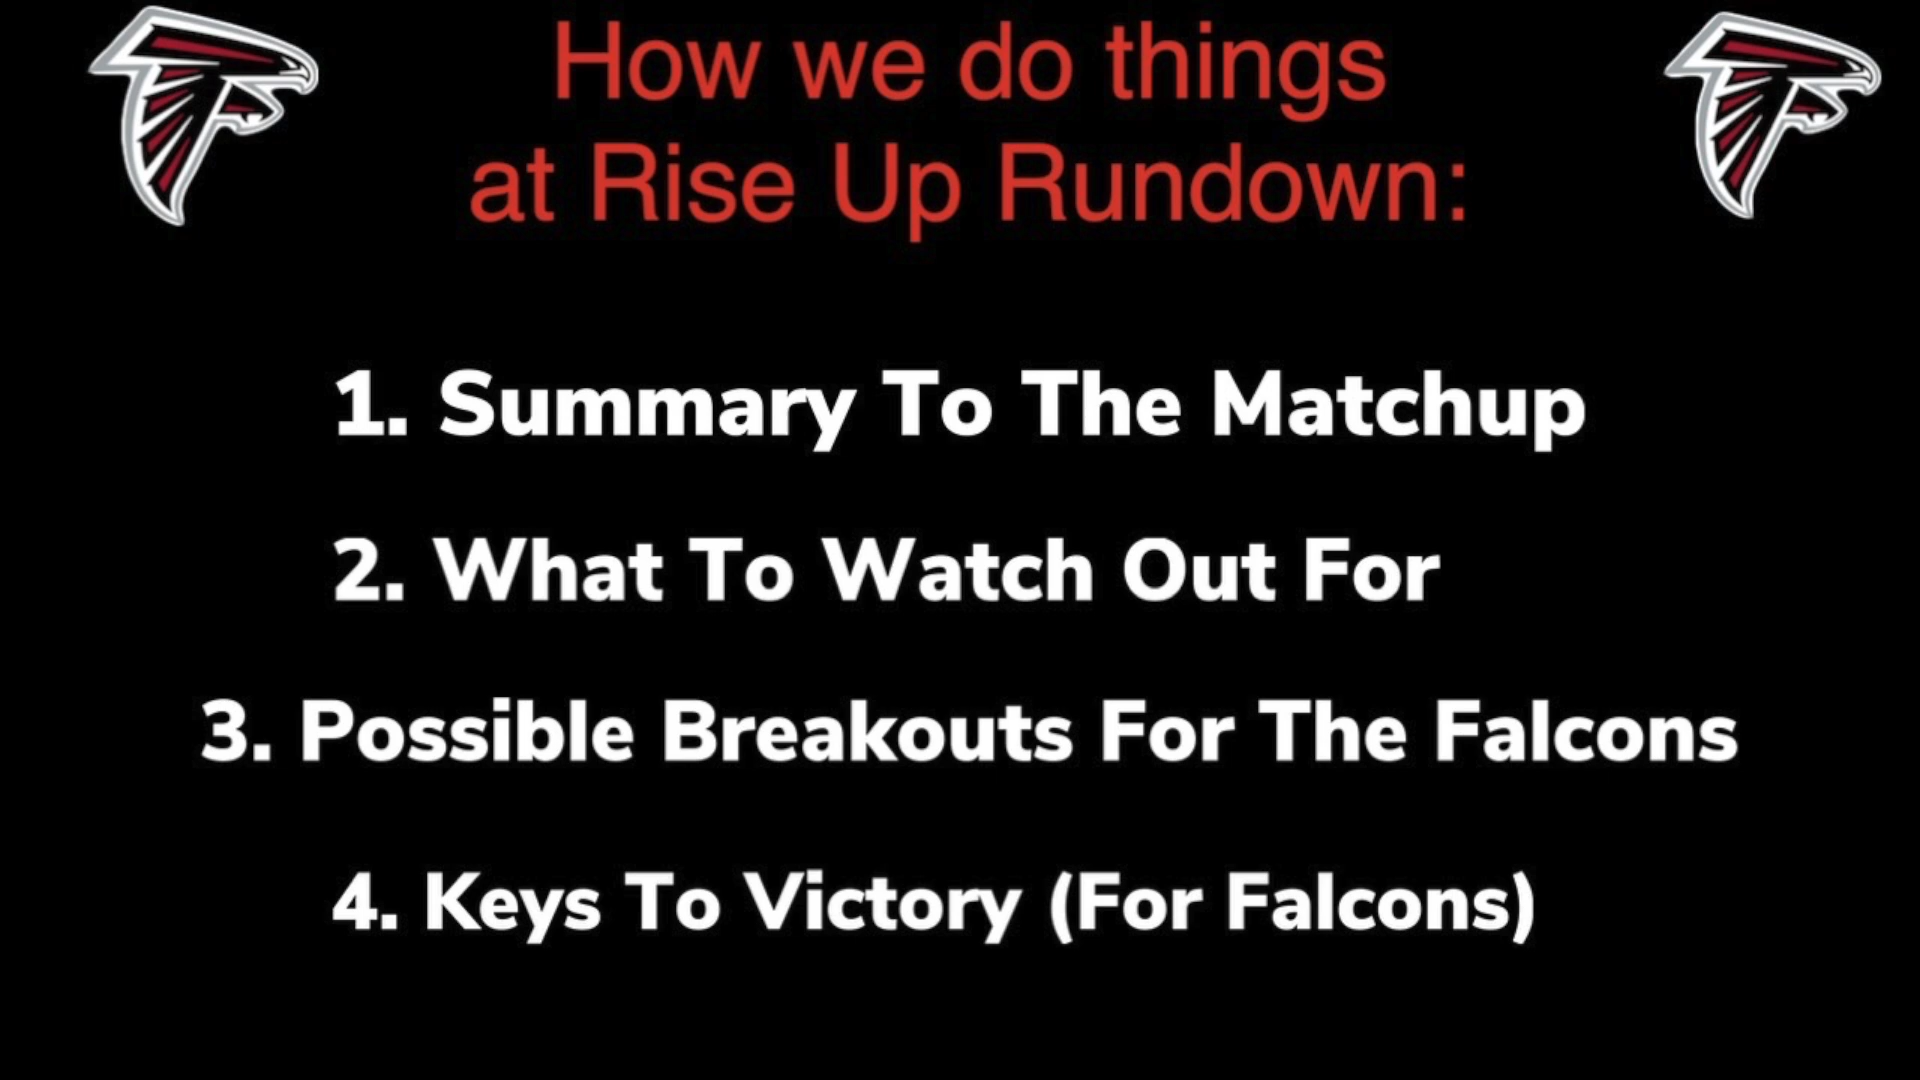 How we do things
at Rise Up Rundown:
1. Summary To The Matchup
2. What To Watch Out For
3. Possible Breakouts For The Falcons
4. Keys To Victory (For Falcons)